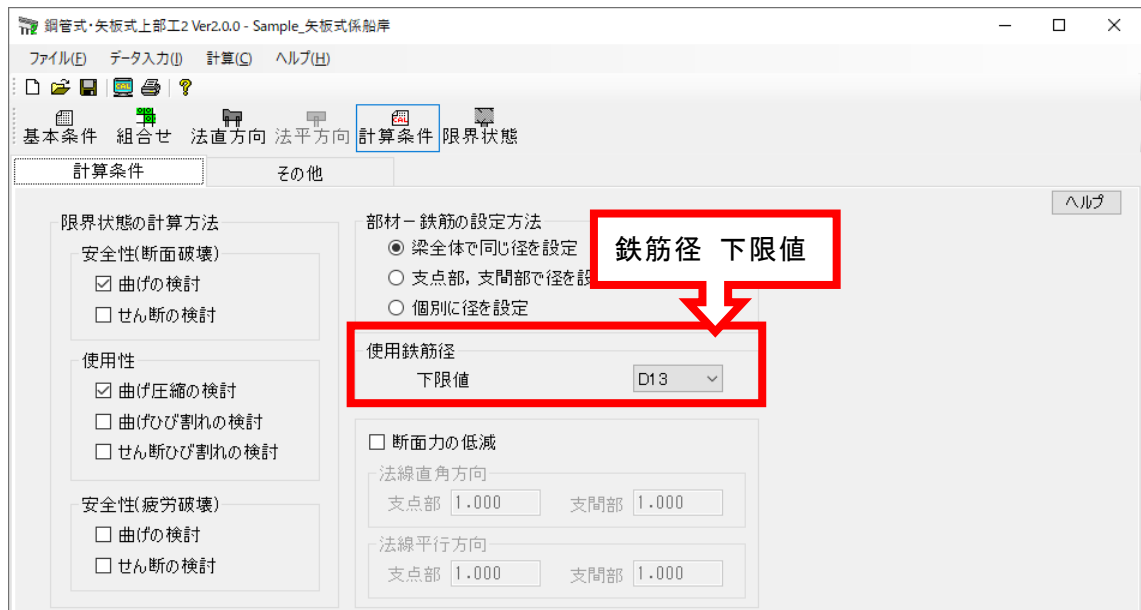 鋼管式・矢板式上部工2 Ver2.0.0 - Sample_矢板式係船岸
ファイル(F) データ入力(I) 計算(C) ヘルプ(H)
基本条件 組合せ 法直方向 法平方向 計算条件 限界状態
計算条件 その他
ヘルプ
限界状態の計算方法
安全性(断面破壊)
曲げの検討
せん断の検討
使用性
曲げ圧縮の検討
曲げひび割れの検討
せん断ひび割れの検討
安全性(疲労破壊)
曲げの検討
せん断の検討
部材－鉄筋の設定方法
梁全体で同じ径を設定
支点部，支間部で径を設
個別に径を設定
鉄筋径 下限値
使用鉄筋径
下限値 D13
断面力の低減
法線直角方向
支点部 1.000 支間部 1.000
法線平行方向
支点部 1.000 支間部 1.000